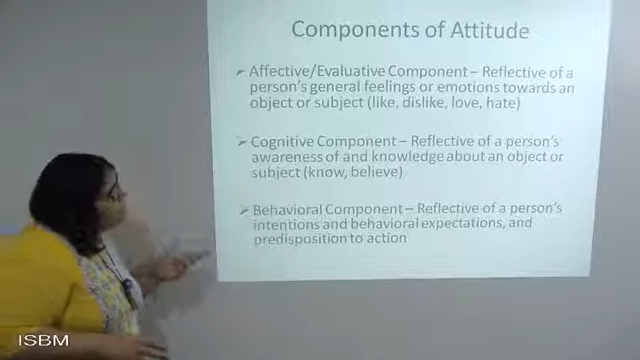 Components of Attitude
➢ Affective/Evaluative Component – Reflective of a
person's general feelings or emotions towards an
object or subject (like, dislike, love, hate)
➢ Cognitive Component – Reflective of a person's
awareness of and knowledge about an object or
subject (know, believe)
➢ Behavioral Component – Reflective of a person's
intentions and behavioral expectations, and
predisposition to action
ISBM